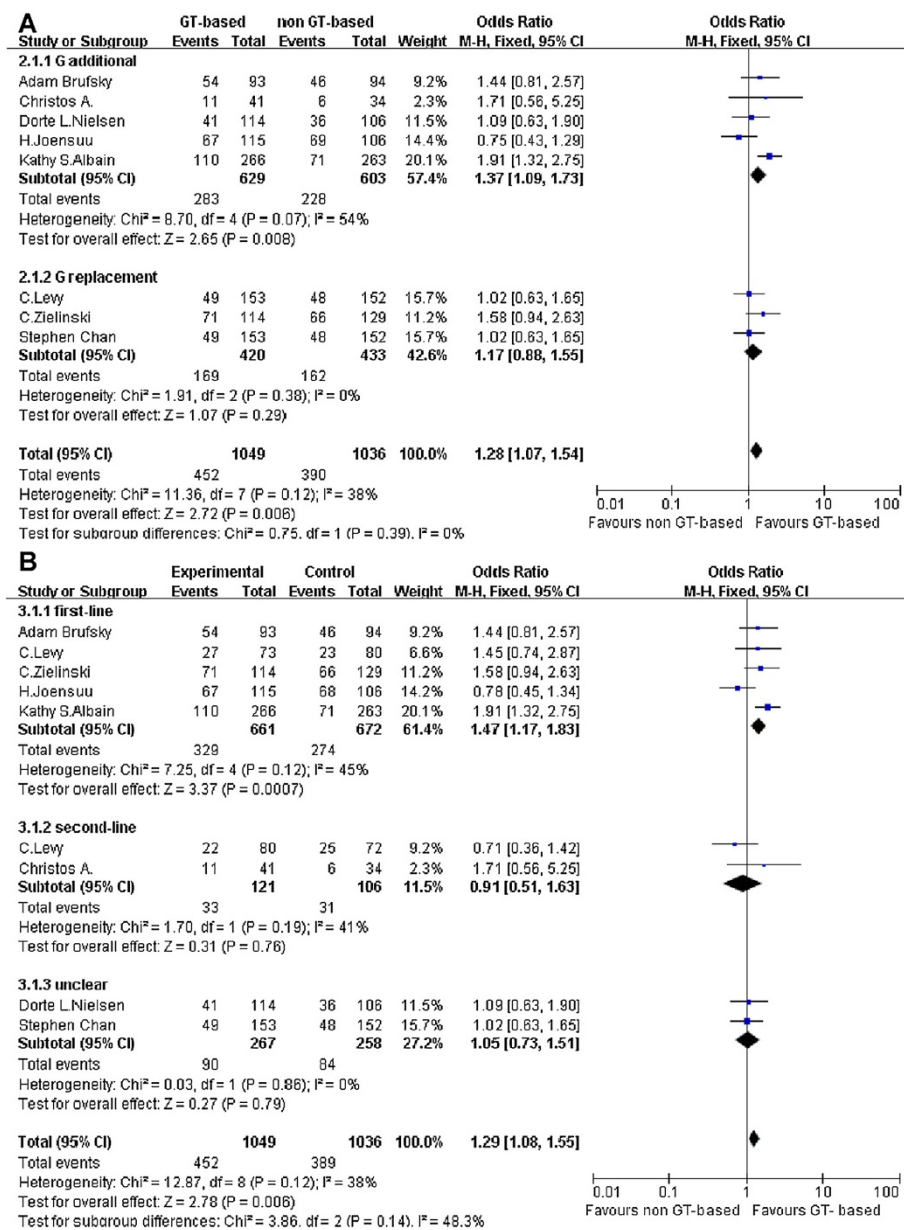 A
GT-based non GT-based Odds Ratio Odds Ratio
Study or Subgroup Events Total Events Total Weight M-H, Fixed, 95% CI M-H, Fixed, 95% CI
2.1.1 G additional
Adam Brufsky 54 93 46 94 9.2% 1.44 [0.81, 2.57]
Christos A. 11 41 6 34 2.3% 1.71 [0.56, 5.25]
Dorte L.Nielsen 41 114 36 106 11.5% 1.09 [0.63, 1.90]
H.Joensuu 67 115 69 106 14.4% 0.75 [0.43, 1.29]
Kathy S.Albain 110 266 71 263 20.1% 1.91 [1.32, 2.75]
Subtotal (95% CI) 629 603 57.4% 1.37 [1.09, 1.73]
Total events 283 228
Heterogeneity: Chi² = 8.70, df = 4 (P = 0.07); I² = 54%
Test for overall effect: Z = 2.65 (P = 0.008)
2.1.2 G replacement
C.Levy 49 153 48 152 15.7% 1.02 [0.63, 1.65]
C.Zielinski 71 114 66 129 11.2% 1.58 [0.94, 2.63]
Stephen Chan 49 153 48 152 15.7% 1.02 [0.63, 1.65]
Subtotal (95% CI) 420 433 42.6% 1.17 [0.88, 1.55]
Total events 169 162
Heterogeneity: Chi² = 1.91, df = 2 (P = 0.38); I² = 0%
Test for overall effect: Z = 1.07 (P = 0.29)
Total (95% CI) 1049 1036 100.0% 1.28 [1.07, 1.54]
Total events 452 390
Heterogeneity: Chi² = 11.36, df = 7 (P = 0.12); I² = 38%
Test for overall effect: Z = 2.72 (P = 0.006)
Test for subgroup differences: Chi² = 0.75, df = 1 (P = 0.39), I² = 0%
0.01 0.1 1 10 100
Favours non GT-based Favours GT-based
B
Experimental Control Odds Ratio Odds Ratio
Study or Subgroup Events Total Events Total Weight M-H, Fixed, 95% CI M-H, Fixed, 95% CI
3.1.1 first-line
Adam Brufsky 54 93 46 94 9.2% 1.44 [0.81, 2.57]
C.Levy 27 73 23 80 6.6% 1.45 [0.74, 2.87]
C.Zielinski 71 114 66 129 11.2% 1.58 [0.94, 2.63]
H.Joensuu 67 115 68 106 14.2% 0.78 [0.45, 1.34]
Kathy S.Albain 110 266 71 263 20.1% 1.91 [1.32, 2.75]
Subtotal (95% CI) 661 672 61.4% 1.47 [1.17, 1.83]
Total events 329 274
Heterogeneity: Chi² = 7.25, df = 4 (P = 0.12); I² = 45%
Test for overall effect: Z = 3.37 (P = 0.0007)
3.1.2 second-line
C.Levy 22 80 25 72 9.2% 0.71 [0.36, 1.42]
Christos A. 11 41 6 34 2.3% 1.71 [0.56, 5.25]
Subtotal (95% CI) 121 106 11.5% 0.91 [0.51, 1.63]
Total events 33 31
Heterogeneity: Chi² = 1.70, df = 1 (P = 0.19); I² = 41%
Test for overall effect: Z = 0.31 (P = 0.76)
3.1.3 unclear
Dorte L.Nielsen 41 114 36 106 11.5% 1.09 [0.63, 1.90]
Stephen Chan 49 153 48 152 15.7% 1.02 [0.63, 1.65]
Subtotal (95% CI) 267 258 27.2% 1.05 [0.73, 1.51]
Total events 90 84
Heterogeneity: Chi² = 0.03, df = 1 (P = 0.86); I² = 0%
Test for overall effect: Z = 0.27 (P = 0.79)
Total (95% CI) 1049 1036 100.0% 1.29 [1.08, 1.55]
Total events 452 389
Heterogeneity: Chi² = 12.87, df = 8 (P = 0.12); I² = 38%
Test for overall effect: Z = 2.78 (P = 0.006)
Test for subgroup differences: Chi² = 3.86, df = 2 (P = 0.14), I² = 48.3%
0.01 0.1 1 10 100
Favours non GT-based Favours GT- based